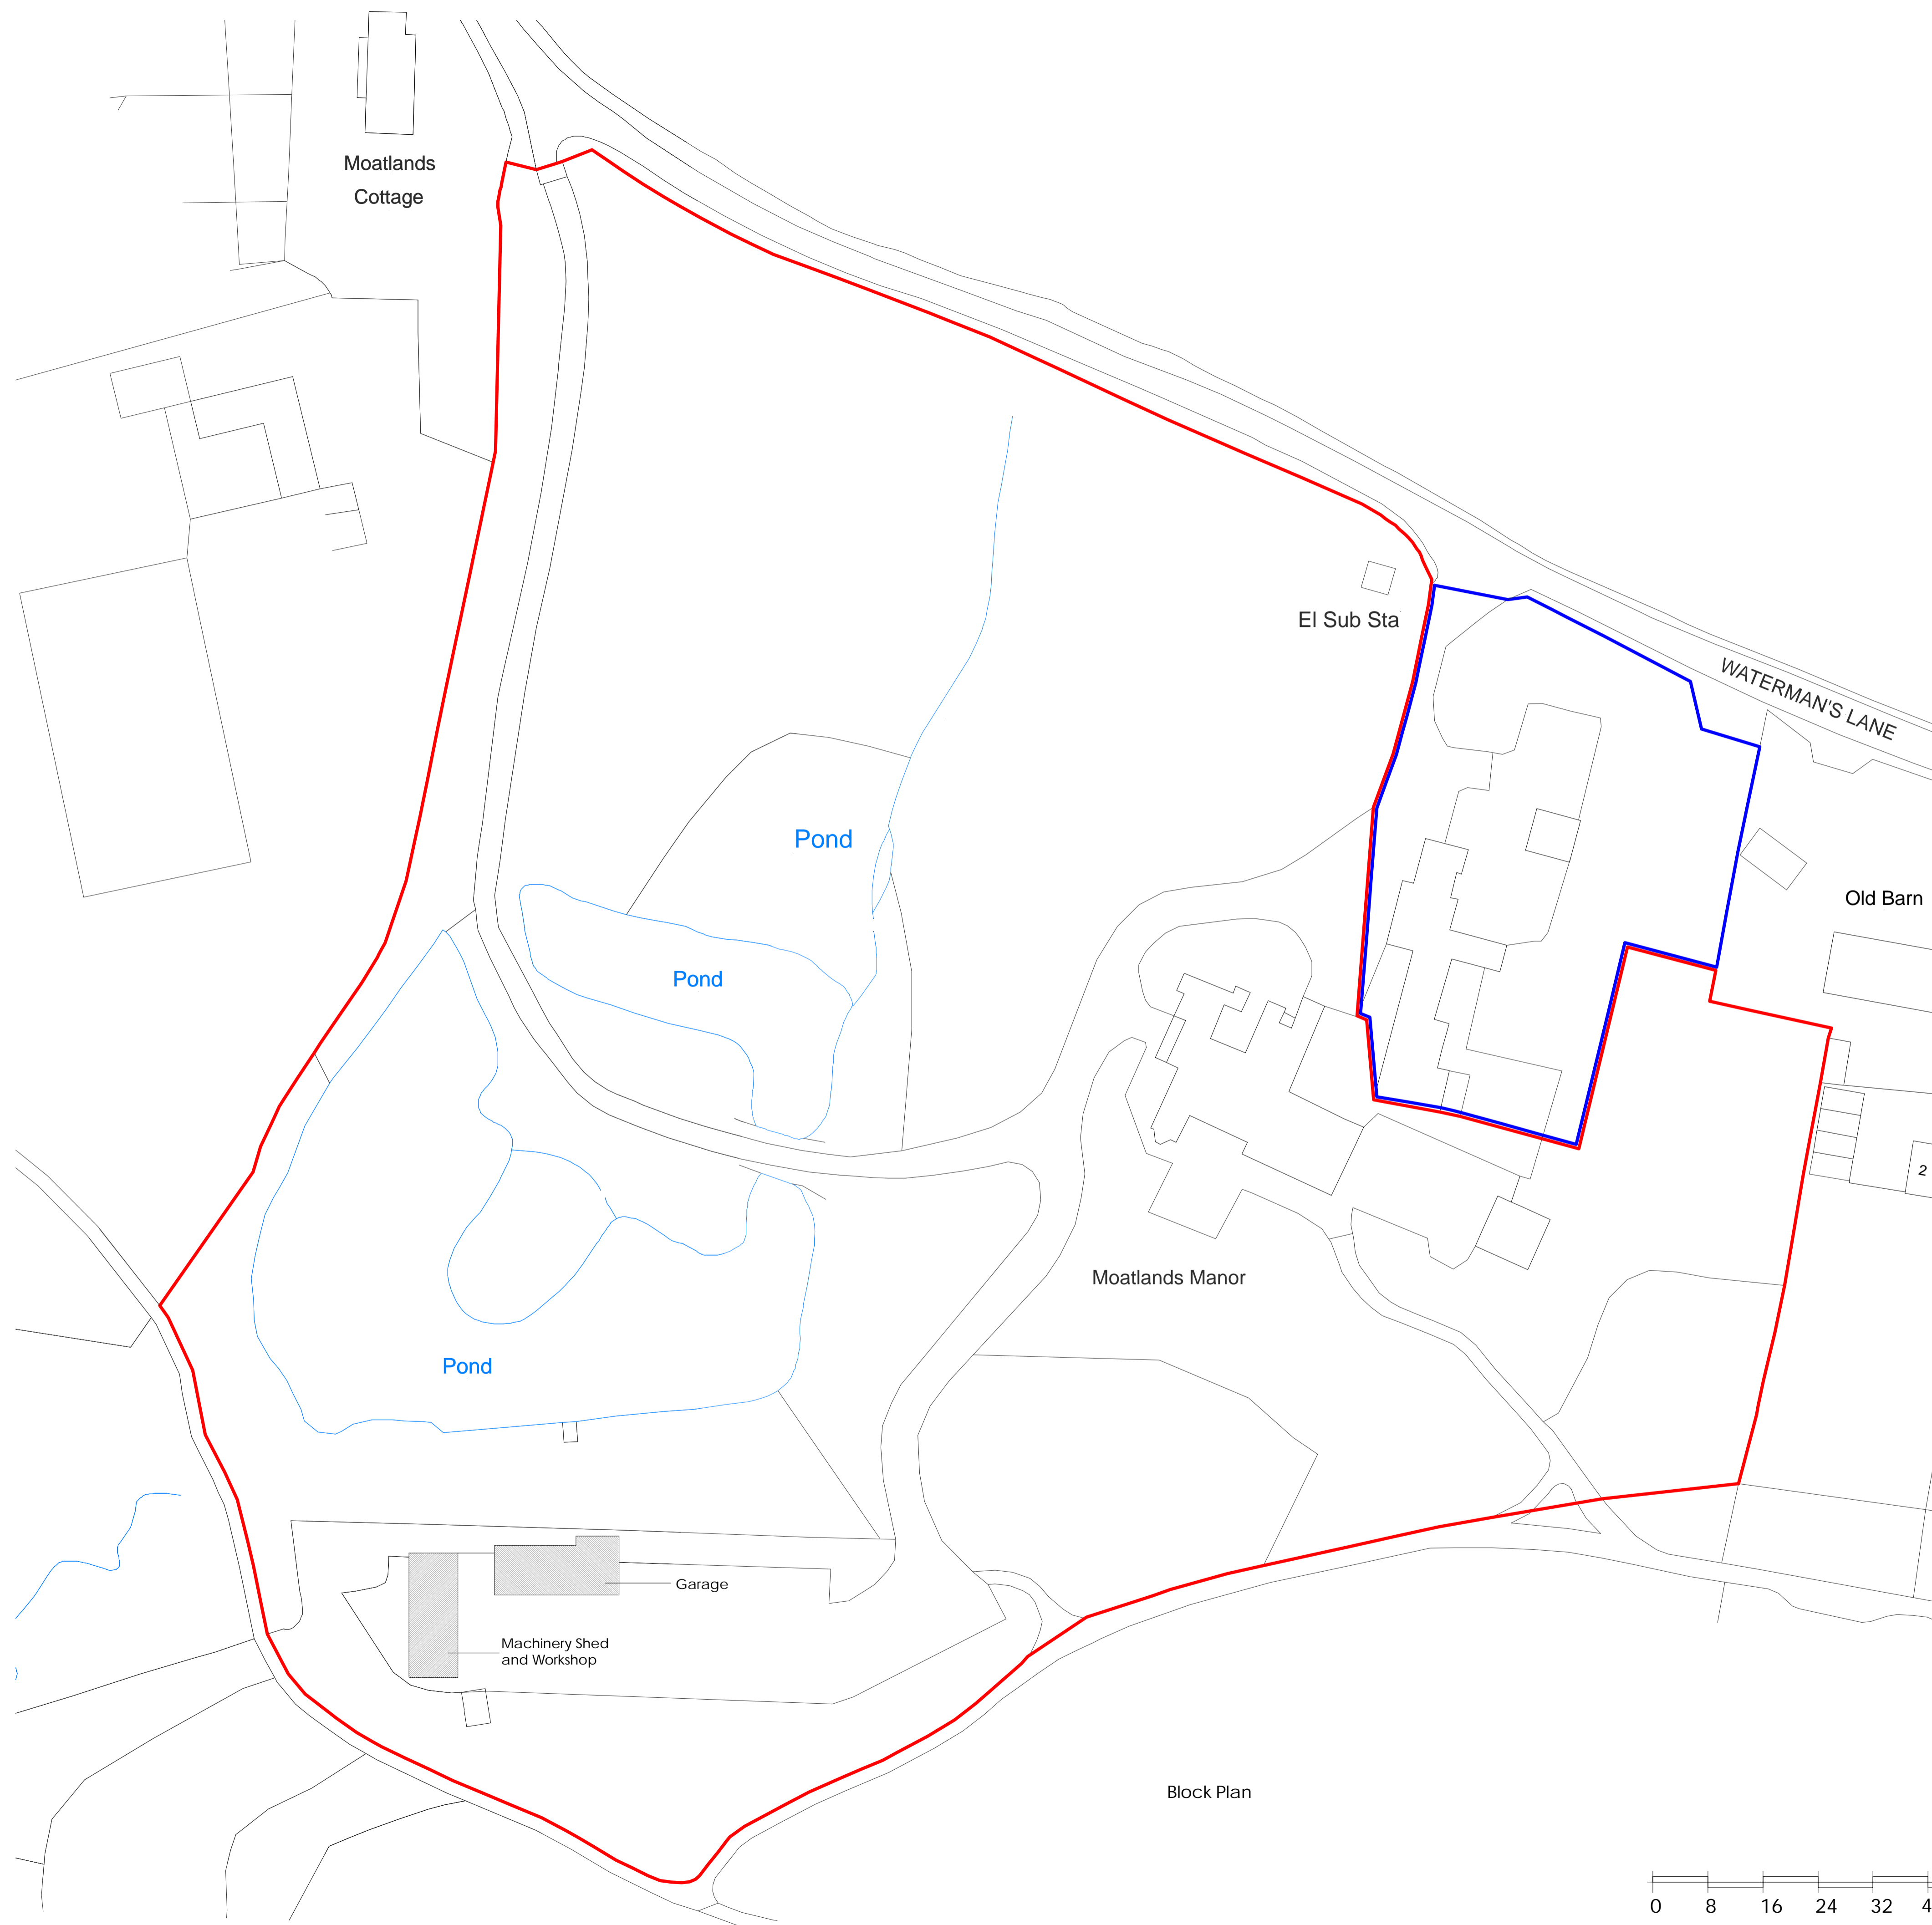 Moatlands
Cottage
El Sub Sta
WATERMAN'S LANE
Pond
Old Barn
Pond
2
Moatlands Manor
Pond
Garage
Machinery Shed
and Workshop
Block Plan
0 8 16 24 32 4